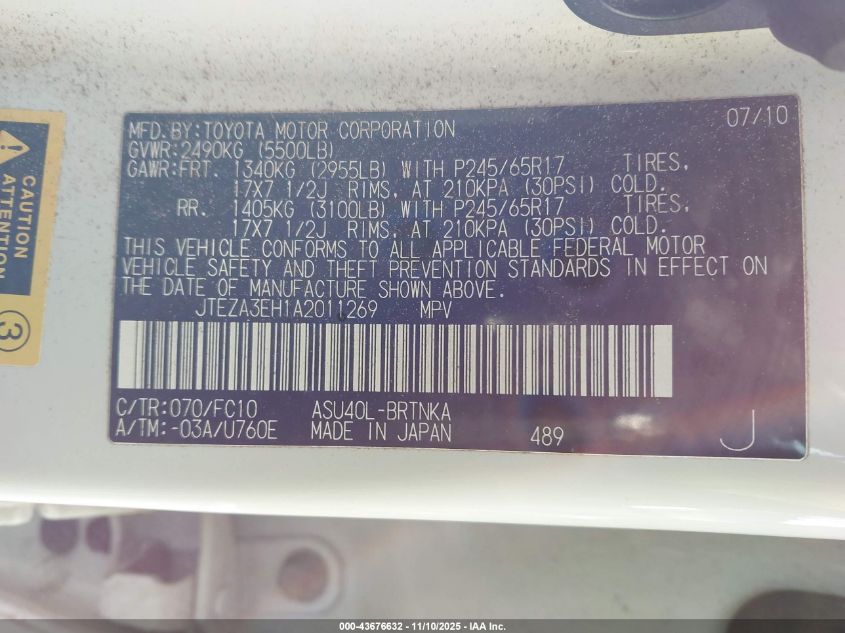 07/10
MFD.BY:TOYOTA MOTOR CORPORATION
GVWR:2490KG (5500LB)
GAWR:FRT. 1340KG (2955LB) WITH P245/65R17 TIRES,
17X7 1/2J RIMS, AT 210KPA (30PSI) COLD.
RR. 1405KG (3100LB) WITH P245/65R17 TIRES,
17X7 1/2J RIMS, AT 210KPA (30PSI) COLD.
THIS VEHICLE CONFORMS TO ALL APPLICABLE FEDERAL MOTOR
VEHICLE SAFETY AND THEFT PREVENTION STANDARDS IN EFFECT ON
THE DATE OF MANUFACTURE SHOWN ABOVE.
JTEZA3EH1A2011269 MPV
C/TR:070/FC10 ASU40L-BRTNKA
A/TM:-03A/U760E MADE IN JAPAN 489 J
CAUTION
3
000-43676632 - 11/10/2025 - IAA Inc.